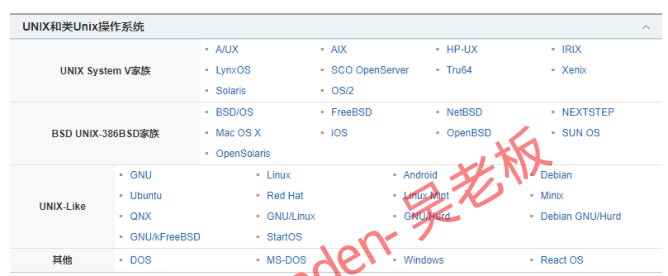 UNIX和类Unix操作系统
UNIX System V家族
A/UX AIX HP-UX IRIX
LynxOS SCO OpenServer Tru64 Xenix
Solaris OS/2
BSD UNIX-386BSD家族
BSD/OS FreeBSD NetBSD NEXTSTEP
Mac OS X iOS OpenBSD SUN OS
OpenSolaris
UNIX-Like
GNU Linux Android Debian
Ubuntu Red Hat Linux Mint Minix
QNX GNU/Linux GNU/Hurd Debian GNU/Hurd
GNU/kFreeBSD StartOS
其他 DOS MS-DOS Windows React OS
den- 吴老板